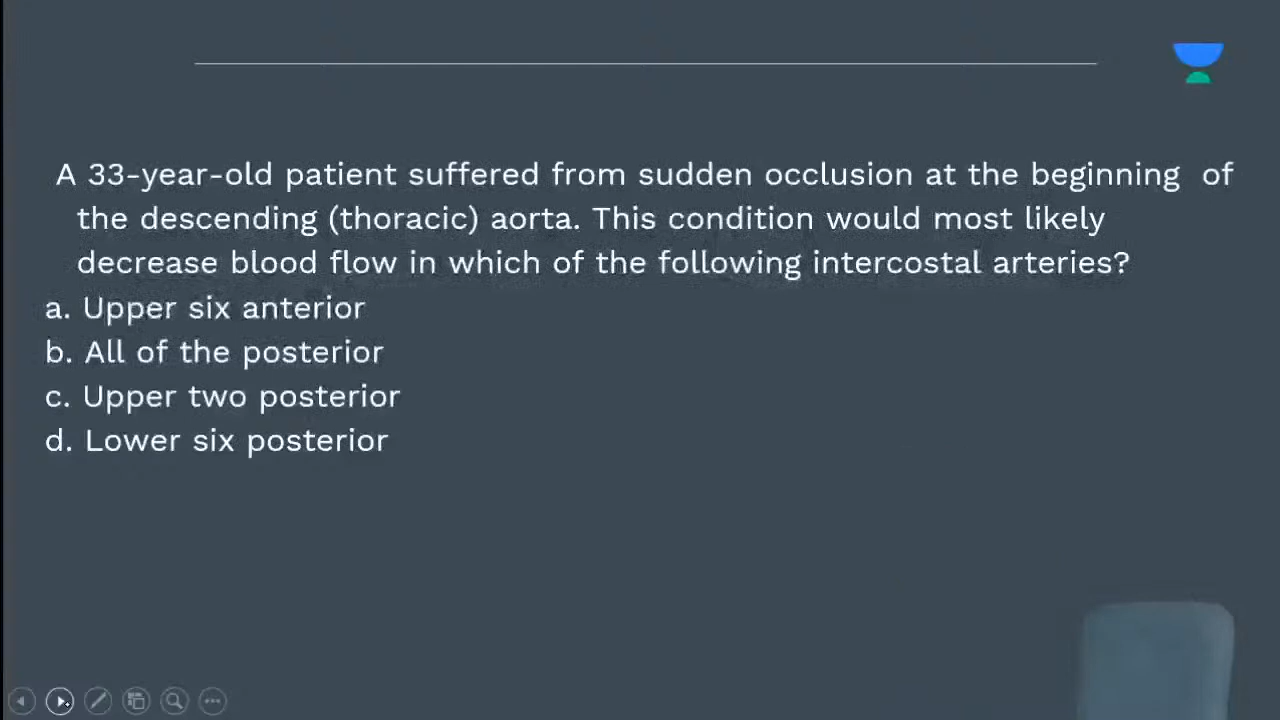 A 33-year-old patient suffered from sudden occlusion at the beginning of
the descending (thoracic) aorta. This condition would most likely
decrease blood flow in which of the following intercostal arteries?
a. Upper six anterior
b. All of the posterior
c. Upper two posterior
d. Lower six posterior